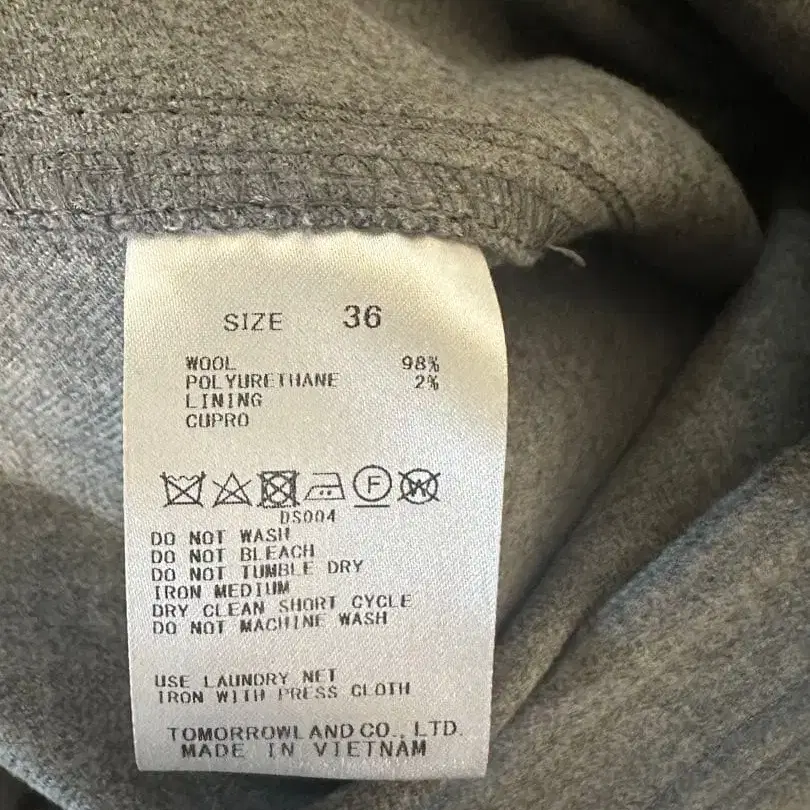 SIZE 36
WOOL 98%
POLYURETHANE 2%
LINING
CUPRO
F W
DS004
DO NOT WASH
DO NOT BLEACH
DO NOT TUMBLE DRY
IRON MEDIUM
DRY CLEAN SHORT CYCLE
DO NOT MACHINE WASH
USE LAUNDRY NET
IRON WITH PRESS CLOTH
TOMORROWLAND CO., LTD.
MADE IN VIETNAM